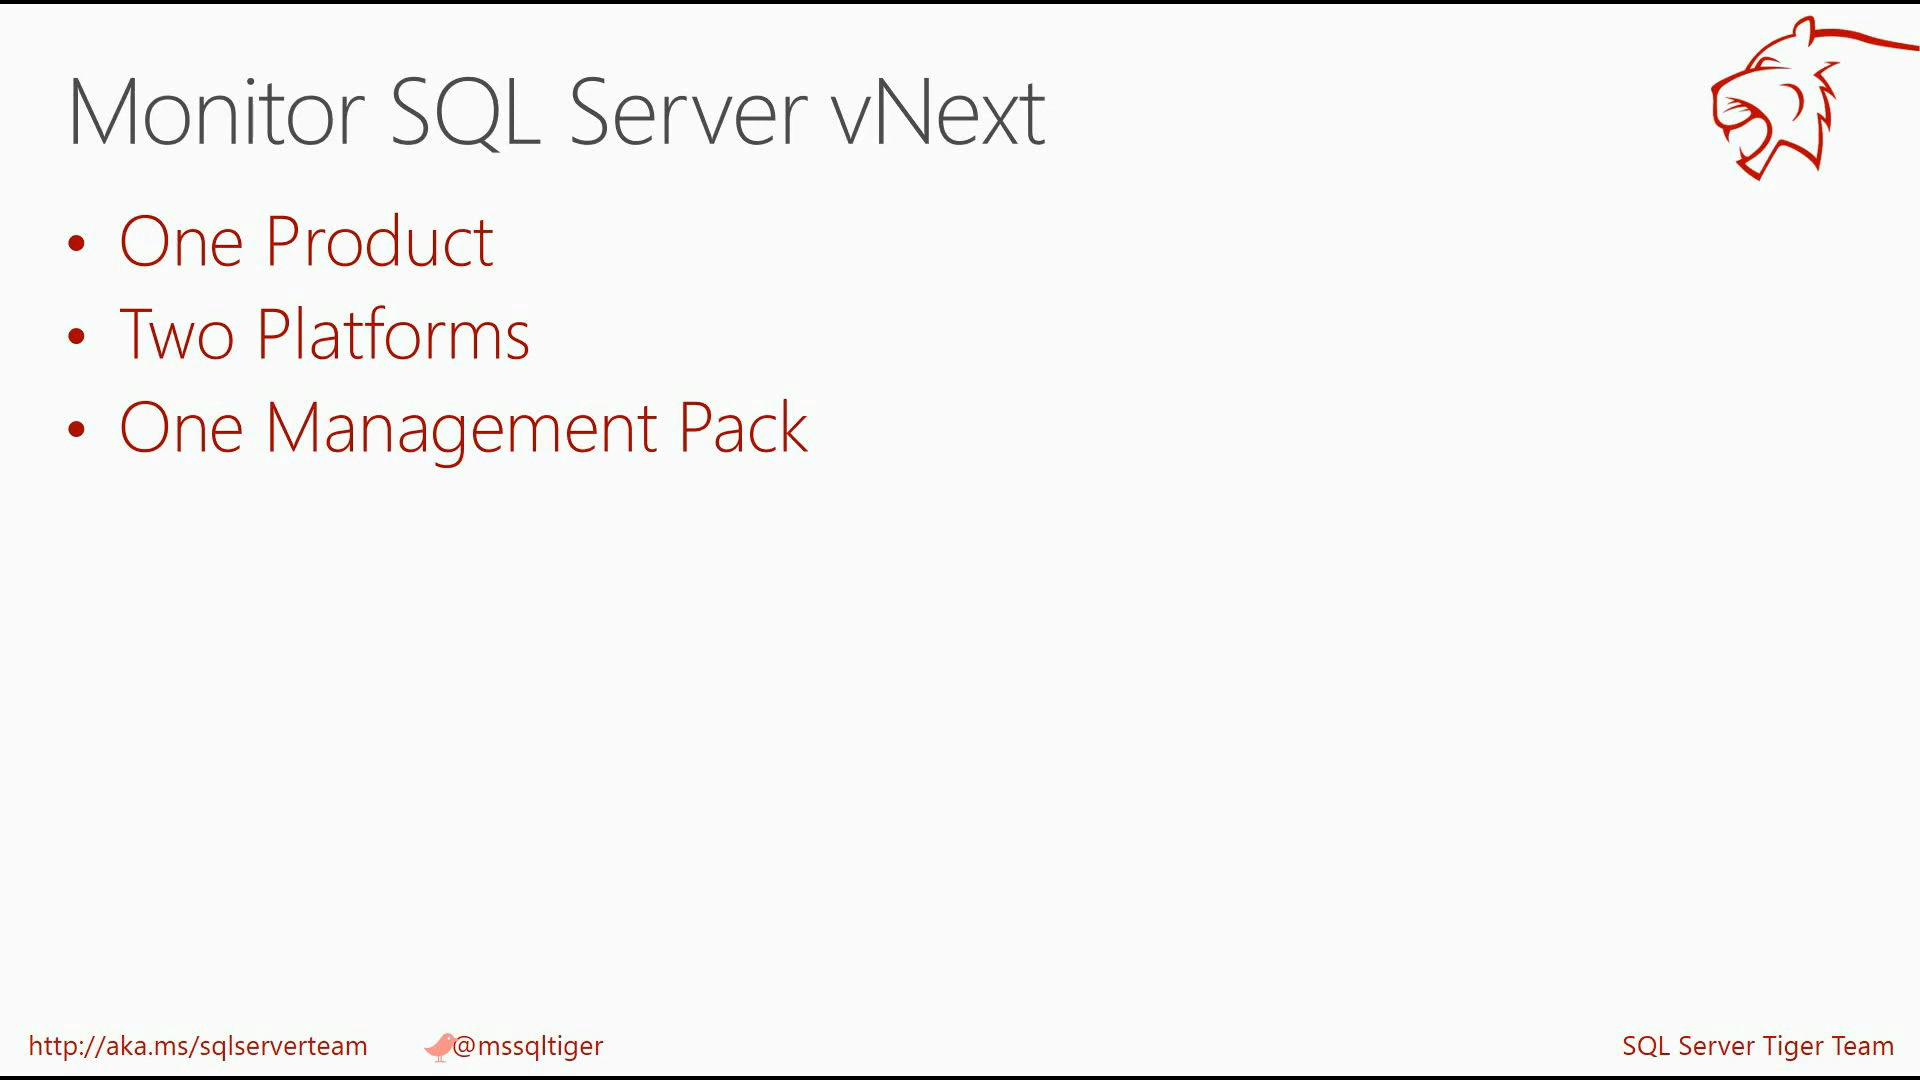 Monitor SQL Server vNext
• One Product
• Two Platforms
• One Management Pack
http://aka.ms/sqlserverteam
@mssqltiger
SQL Server Tiger Team